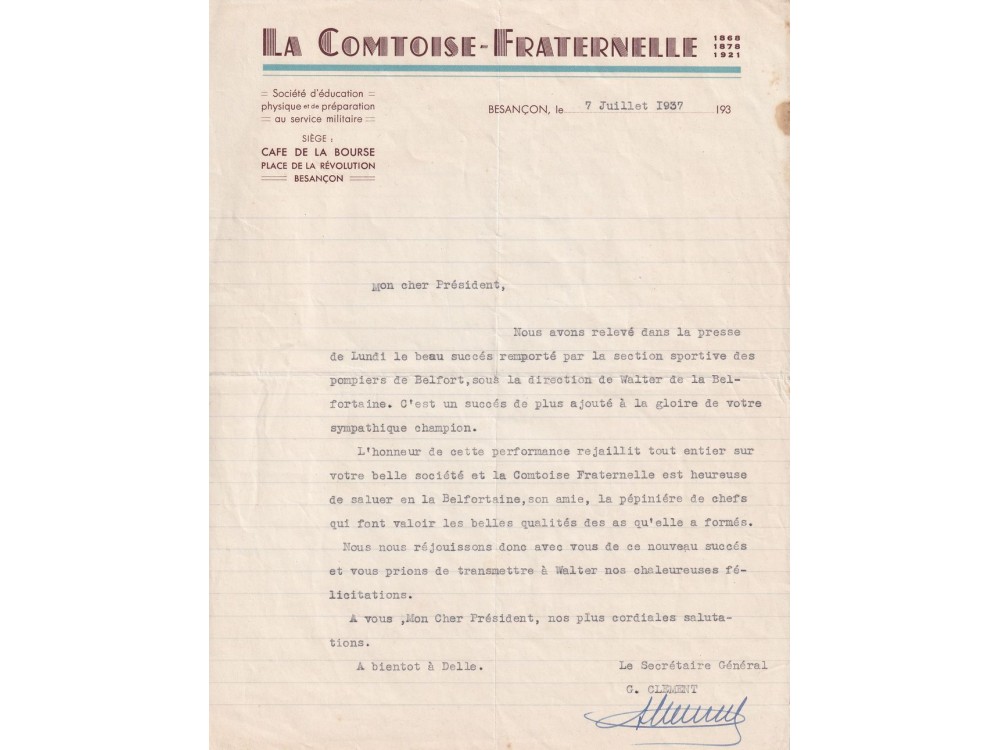 LA COMTOISE-FRATERNELLE 1868
1878
1921
Société d'éducation
physique et de préparation
au service militaire
SIÈGE :
CAFE DE LA BOURSE
PLACE DE LA RÉVOLUTION
BESANÇON
BESANÇON, le 7 Juillet I937 193
Mon cher Président,
Nous avons relevé dans la presse
de Lundi le beau succés remporté par la section sportive des
pompiers de Belfort,sous la direction de Walter de la Bel-
fortaine. C'est un succés de plus ajouté à la gloire de votre
sympathique champion.
L'honneur de cette performance rejaillit tout entier sur
votre belle société et la Comtoise Fraternelle est heureuse
de saluer en la Belfortaine,son amie, la pépiniére de chefs
qui font valoir les belles qualités des as qu'elle a formés.
Nous nous réjouissons donc avec vous de ce nouveau succés
et vous prions de transmettre à Walter nos chaleureuses fé-
licitations.
A vous ,Mon Cher Président, nos plus cordiales saluta-
tions.
A bientot à Delle.
Le Secrétaire Général
G. CLEMENT